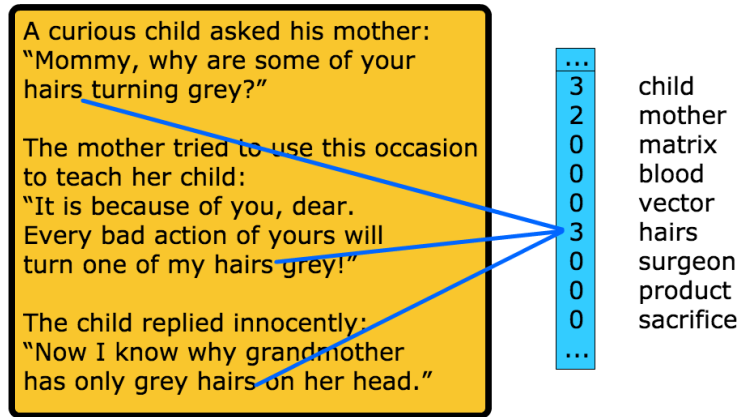 A curious child asked his mother:
“Mommy, why are some of your
hairs turning grey?”
The mother tried to use this occasion
to teach her child:
“It is because of you, dear.
Every bad action of yours will
turn one of my hairs grey!”
The child replied innocently:
“Now I know why grandmother
has only grey hairs on her head.”
...
3 child
2 mother
0 matrix
0 blood
0 vector
3 hairs
0 surgeon
0 product
0 sacrifice
...